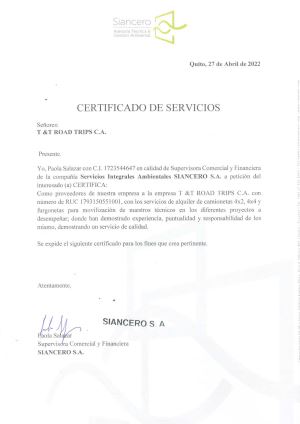 Siancero
Asesoría Técnica &
Quito, 27 de Abril de 2022
CERTIFICADO DE SERVICIOS
Señores:
T &T ROAD TRIPS C.A.
Presente.
Yo, Paola Salazar con C.I. 1723544647 en calidad de Supervisora Comercial y Financiera
de la compañía Servicios Integrales Ambientales SIANCERO S.A. a petición del
interesado (a) CERTIFICA:
Como proveedores de nuestra empresa a la empresa T &T ROAD TRIPS C.A. con
número de RUC 1793150551001, con los servicios de alquiler de camionetas 4x2, 4x4 y
furgonetas para movilización de nuestros técnicos en los diferentes proyectos a
desempeñar; donde han demostrado experiencia, puntualidad y responsabilidad de los
mismo, demostrando un servicio de calidad.
Se expide el siguiente certificado para los fines que crea pertinente.
Atentamente.
SIANCERO S.A
Paola Salazar
Supervisora Comercial y Financiera
SIANCERO S.A.